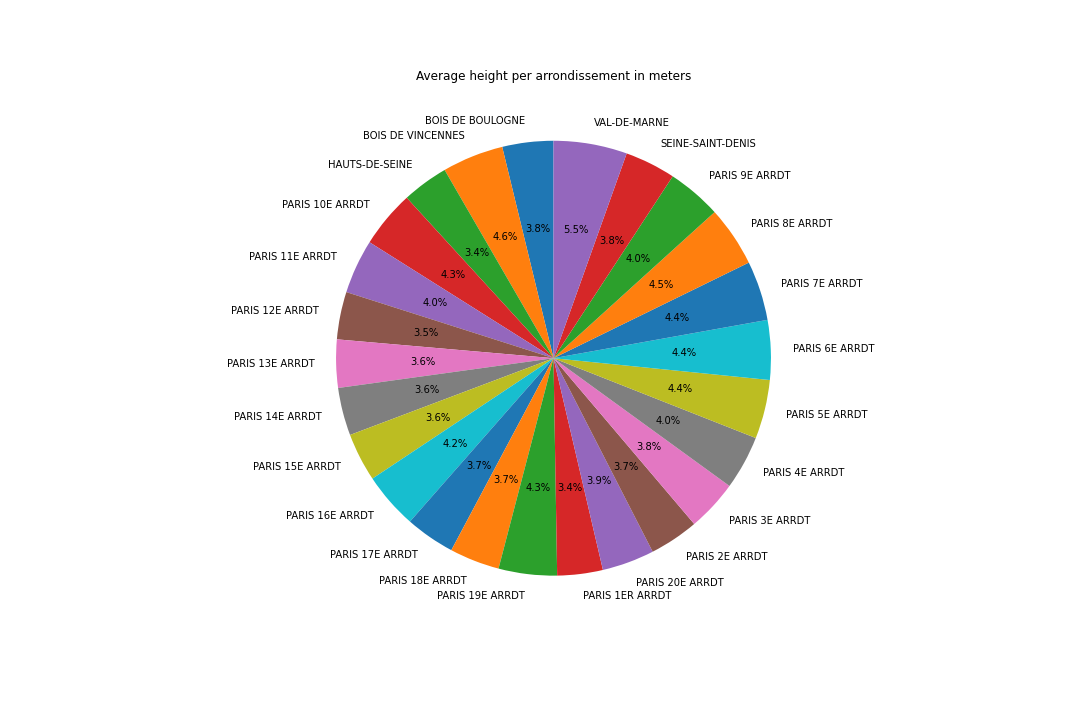 Average height per arrondissement in meters
BOIS DE BOULOGNE
3.8%
BOIS DE VINCENNES
4.6%
HAUTS-DE-SEINE
3.4%
PARIS 10E ARRDT
4.3%
PARIS 11E ARRDT
4.0%
PARIS 12E ARRDT
3.5%
PARIS 13E ARRDT
3.6%
PARIS 14E ARRDT
3.6%
PARIS 15E ARRDT
3.6%
PARIS 16E ARRDT
4.2%
PARIS 17E ARRDT
3.7%
PARIS 18E ARRDT
3.7%
PARIS 19E ARRDT
4.3%
PARIS 1ER ARRDT
3.4%
PARIS 20E ARRDT
3.9%
PARIS 2E ARRDT
3.7%
PARIS 3E ARRDT
3.8%
PARIS 4E ARRDT
4.0%
PARIS 5E ARRDT
4.4%
PARIS 6E ARRDT
4.4%
PARIS 7E ARRDT
4.4%
PARIS 8E ARRDT
4.5%
PARIS 9E ARRDT
4.0%
SEINE-SAINT-DENIS
3.8%
VAL-DE-MARNE
5.5%